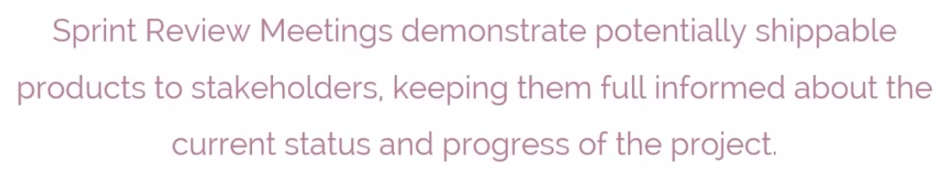 Sprint Review Meetings demonstrate potentially shippable
products to stakeholders, keeping them full informed about the
current status and progress of the project.